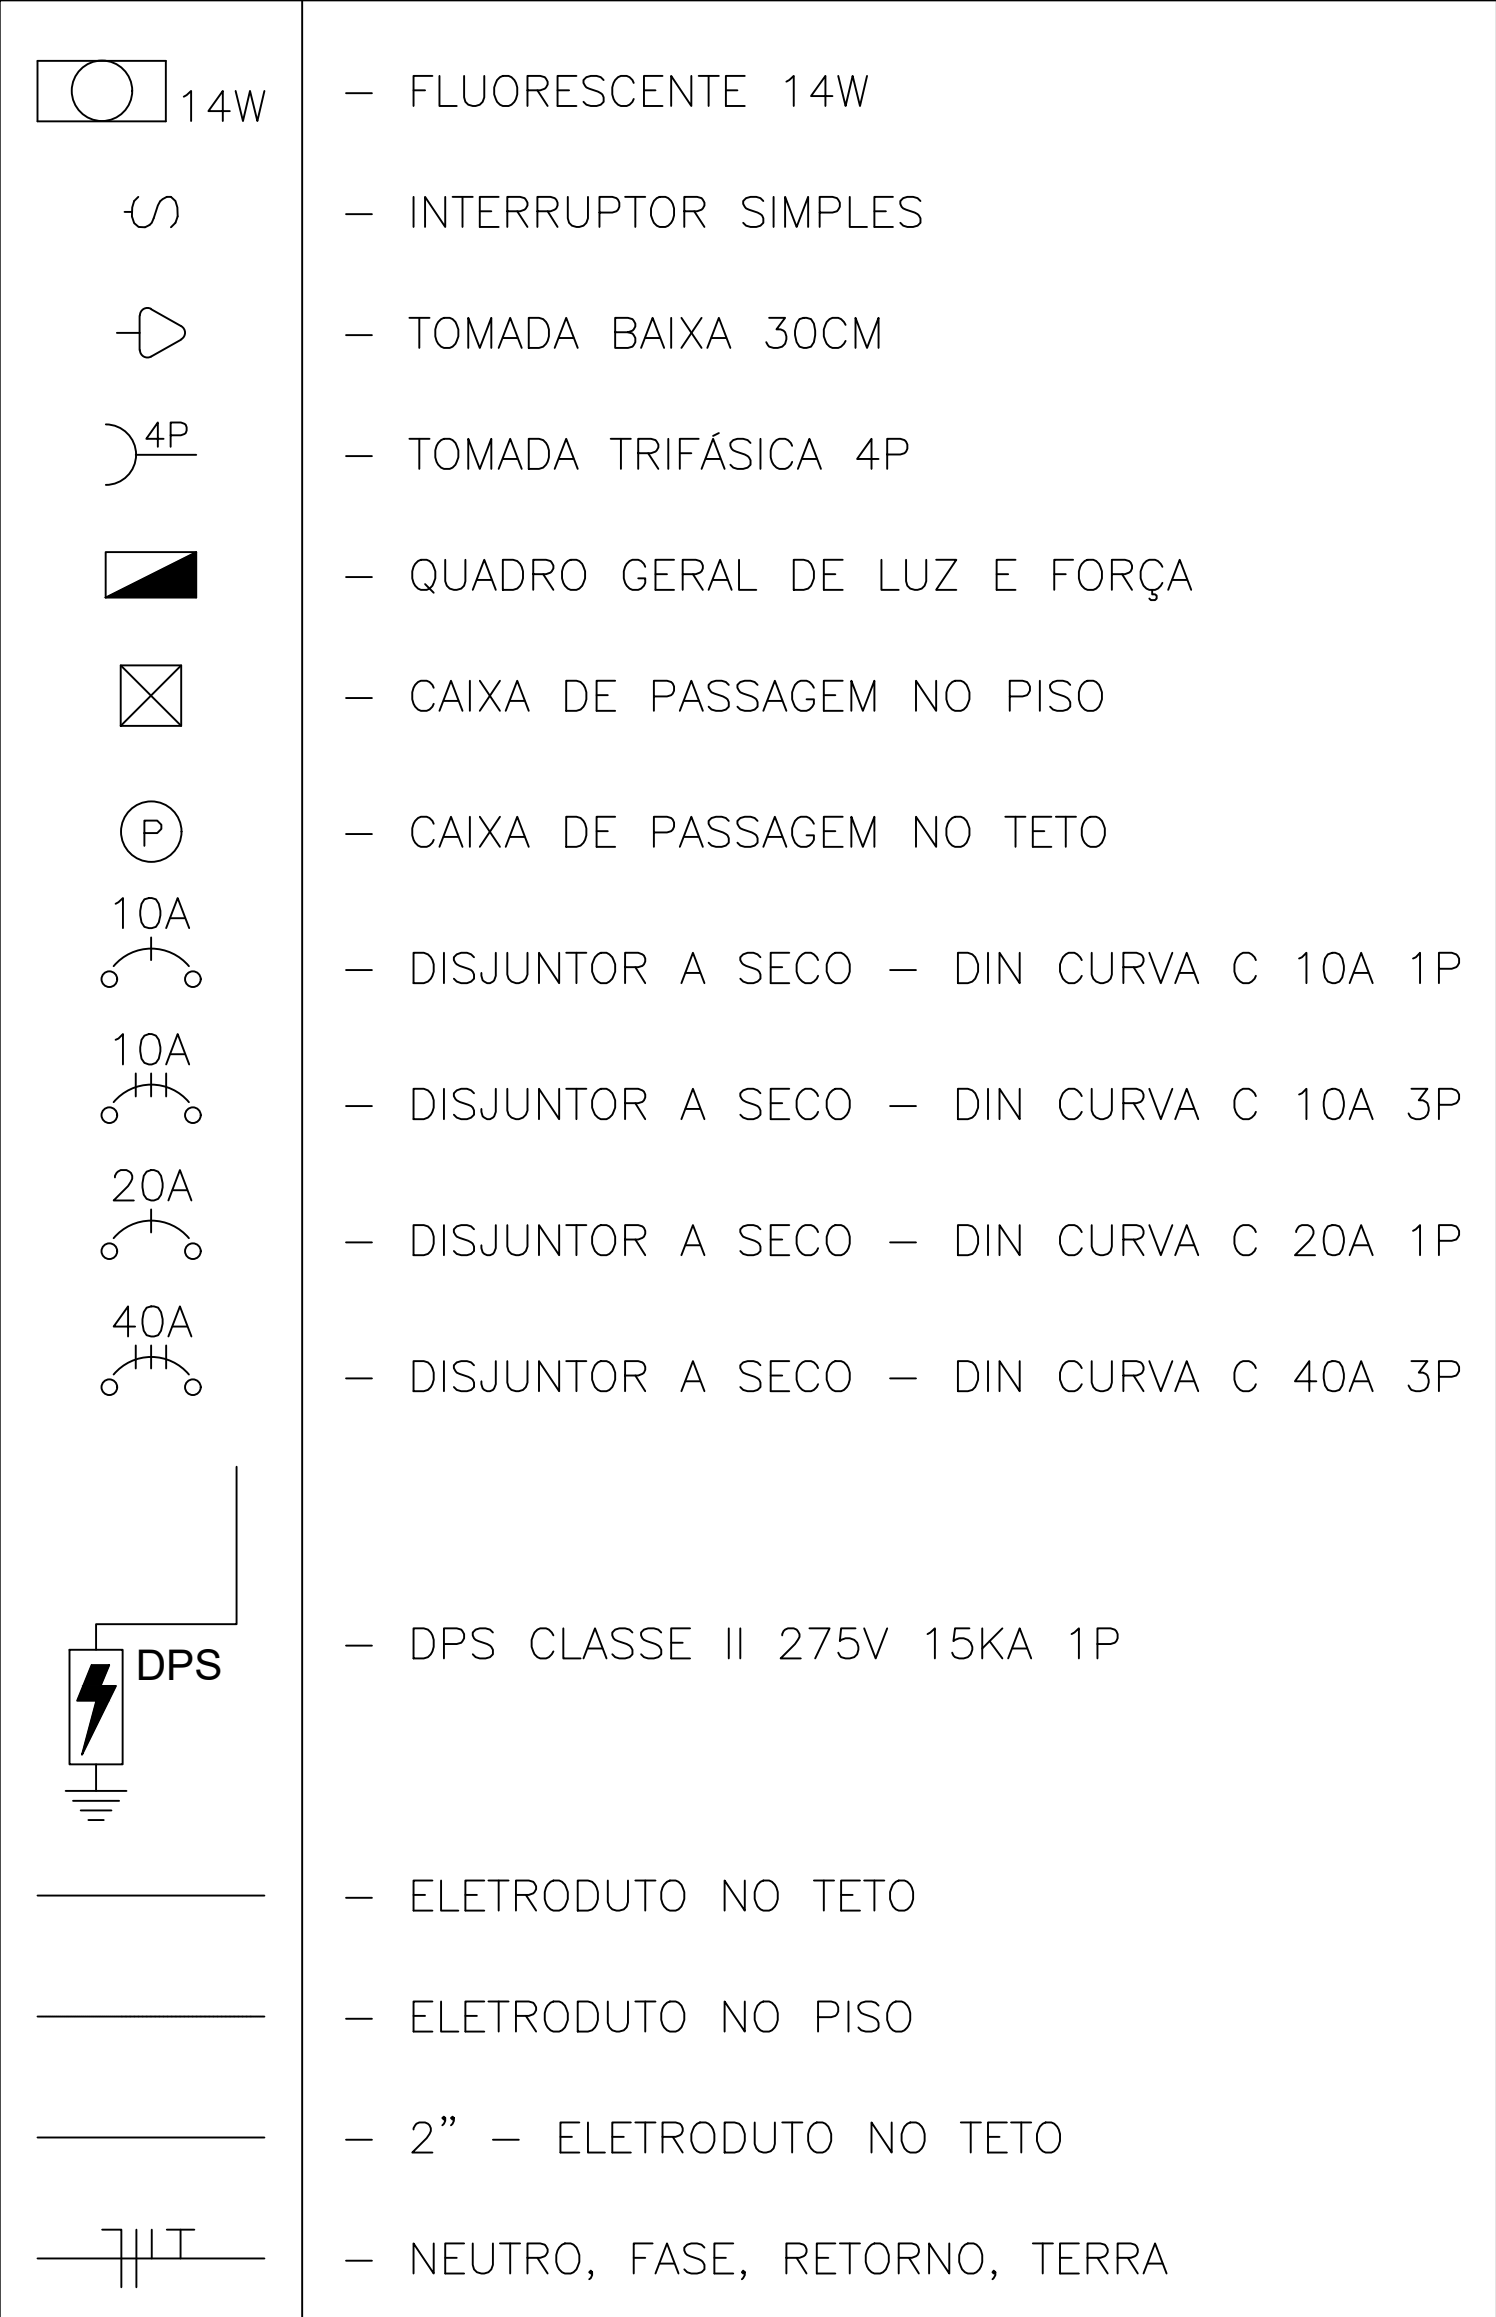 14W – FLUORESCENTE 14W
S – INTERRUPTOR SIMPLES
– TOMADA BAIXA 30CM
4P – TOMADA TRIFÁSICA 4P
– QUADRO GERAL DE LUZ E FORÇA
– CAIXA DE PASSAGEM NO PISO
P – CAIXA DE PASSAGEM NO TETO
10A
– DISJUNTOR A SECO – DIN CURVA C 10A 1P
10A
– DISJUNTOR A SECO – DIN CURVA C 10A 3P
20A
– DISJUNTOR A SECO – DIN CURVA C 20A 1P
40A
– DISJUNTOR A SECO – DIN CURVA C 40A 3P
– DPS CLASSE II 275V 15KA 1P
DPS
– ELETRODUTO NO TETO
– ELETRODUTO NO PISO
– 2” – ELETRODUTO NO TETO
– NEUTRO, FASE, RETORNO, TERRA